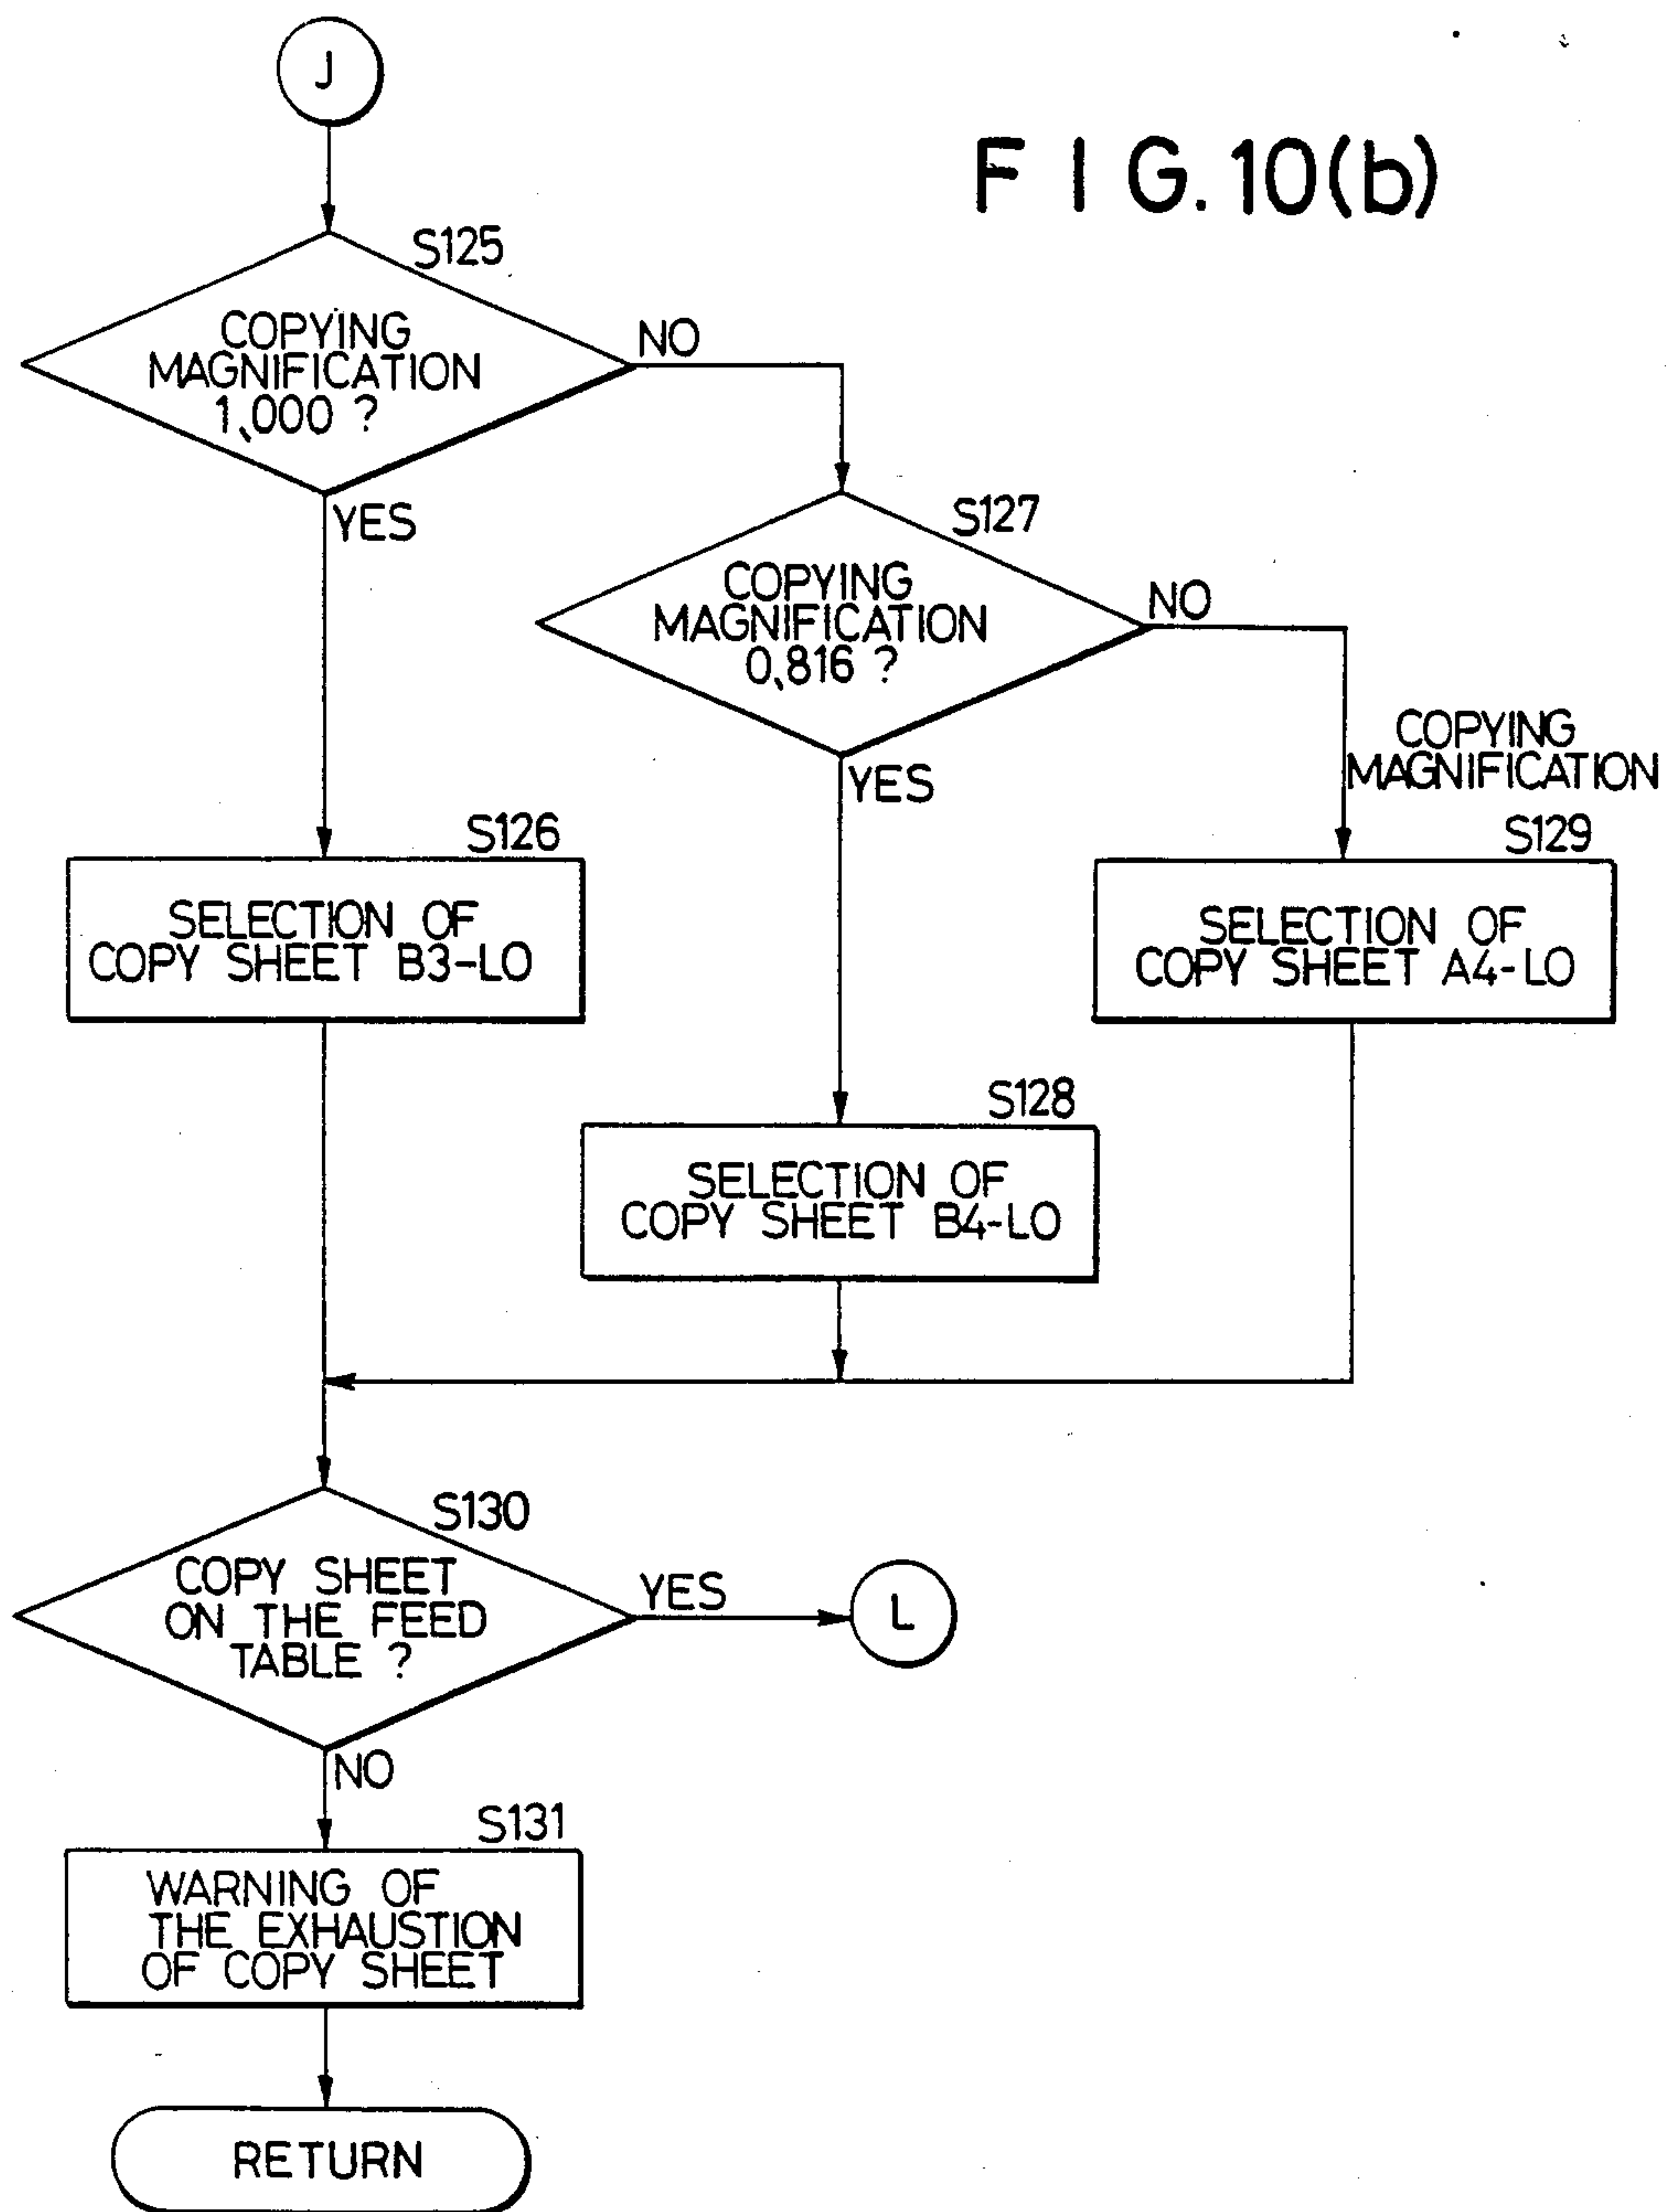 J
F I G. 10(b)
S125
COPYING
MAGNIFICATION
1,000 ?
NO
YES
S127
COPYING
MAGNIFICATION
0,816 ?
NO
YES
COPYING
MAGNIFICATION
S126
SELECTION OF
COPY SHEET B3-LO
S129
SELECTION OF
COPY SHEET A4-LO
S128
SELECTION OF
COPY SHEET B4-LO
S130
COPY SHEET
ON THE FEED
TABLE ?
YES
L
NO
S131
WARNING OF
THE EXHAUSTION
OF COPY SHEET
RETURN